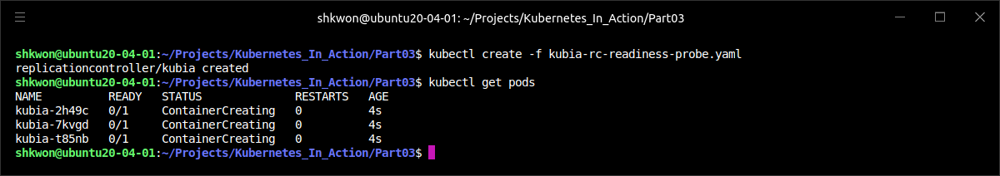 shkwon@ubuntu20-04-01: ~/Projects/Kubernetes_In_Action/Part03
shkwon@ubuntu20-04-01:~/Projects/Kubernetes_In_Action/Part03$ kubectl create -f kubia-rc-readiness-probe.yaml
replicationcontroller/kubia created
shkwon@ubuntu20-04-01:~/Projects/Kubernetes_In_Action/Part03$ kubectl get pods
NAME          READY   STATUS              RESTARTS   AGE
kubia-2h49c   0/1     ContainerCreating   0          4s
kubia-7kvgd   0/1     ContainerCreating   0          4s
kubia-t85nb   0/1     ContainerCreating   0          4s
shkwon@ubuntu20-04-01:~/Projects/Kubernetes_In_Action/Part03$